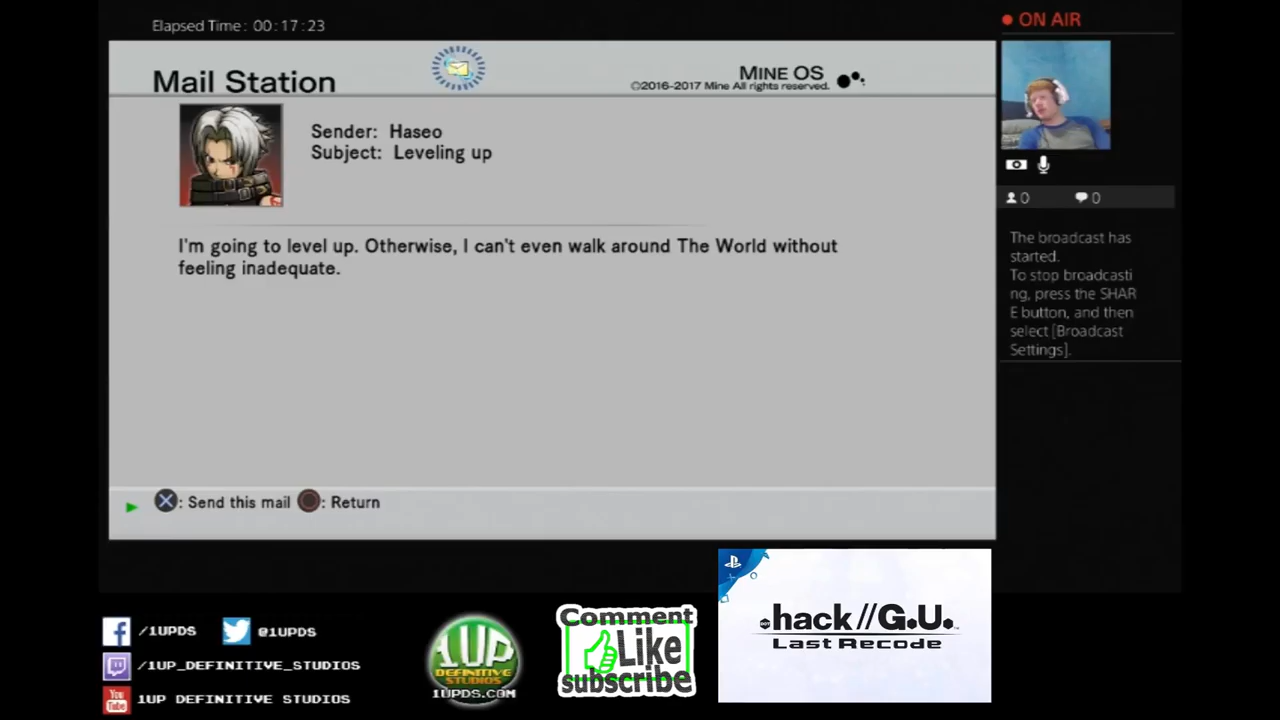 Elapsed Time: 00:17:23
ON AIR
Mail Station
MINE OS
©2016-2017 Mine All rights reserved.
Sender: Haseo
Subject: Leveling up
I'm going to level up. Otherwise, I can't even walk around The World without
feeling inadequate.
: Send this mail : Return
0 0
The broadcast has
started.
To stop broadcasti
ng, press the SHAR
E button, and then
select [Broadcast
Settings].
/1UPDS @1UPDS
/1UP_DEFINITIVE_STUDIOS
You
Tube
1UP DEFINITIVE STUDIOS
1UP
DEFINITIVE
STUDIOS
1UPDS.COM
Comment
Like
subscribe
.hack//G.U.™
Last Recode